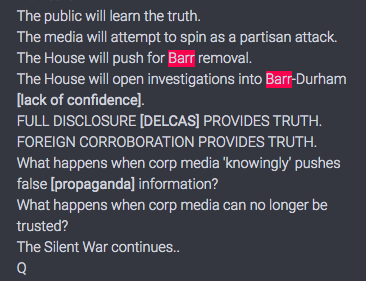 The public will learn the truth.
The media will attempt to spin as a partisan attack.
The House will push for Barr removal.
The House will open investigations into Barr-Durham
[lack of confidence].
FULL DISCLOSURE [DELCAS] PROVIDES TRUTH.
FOREIGN CORROBORATION PROVIDES TRUTH.
What happens when corp media 'knowingly' pushes
false [propaganda] information?
What happens when corp media can no longer be
trusted?
The Silent War continues..
Q